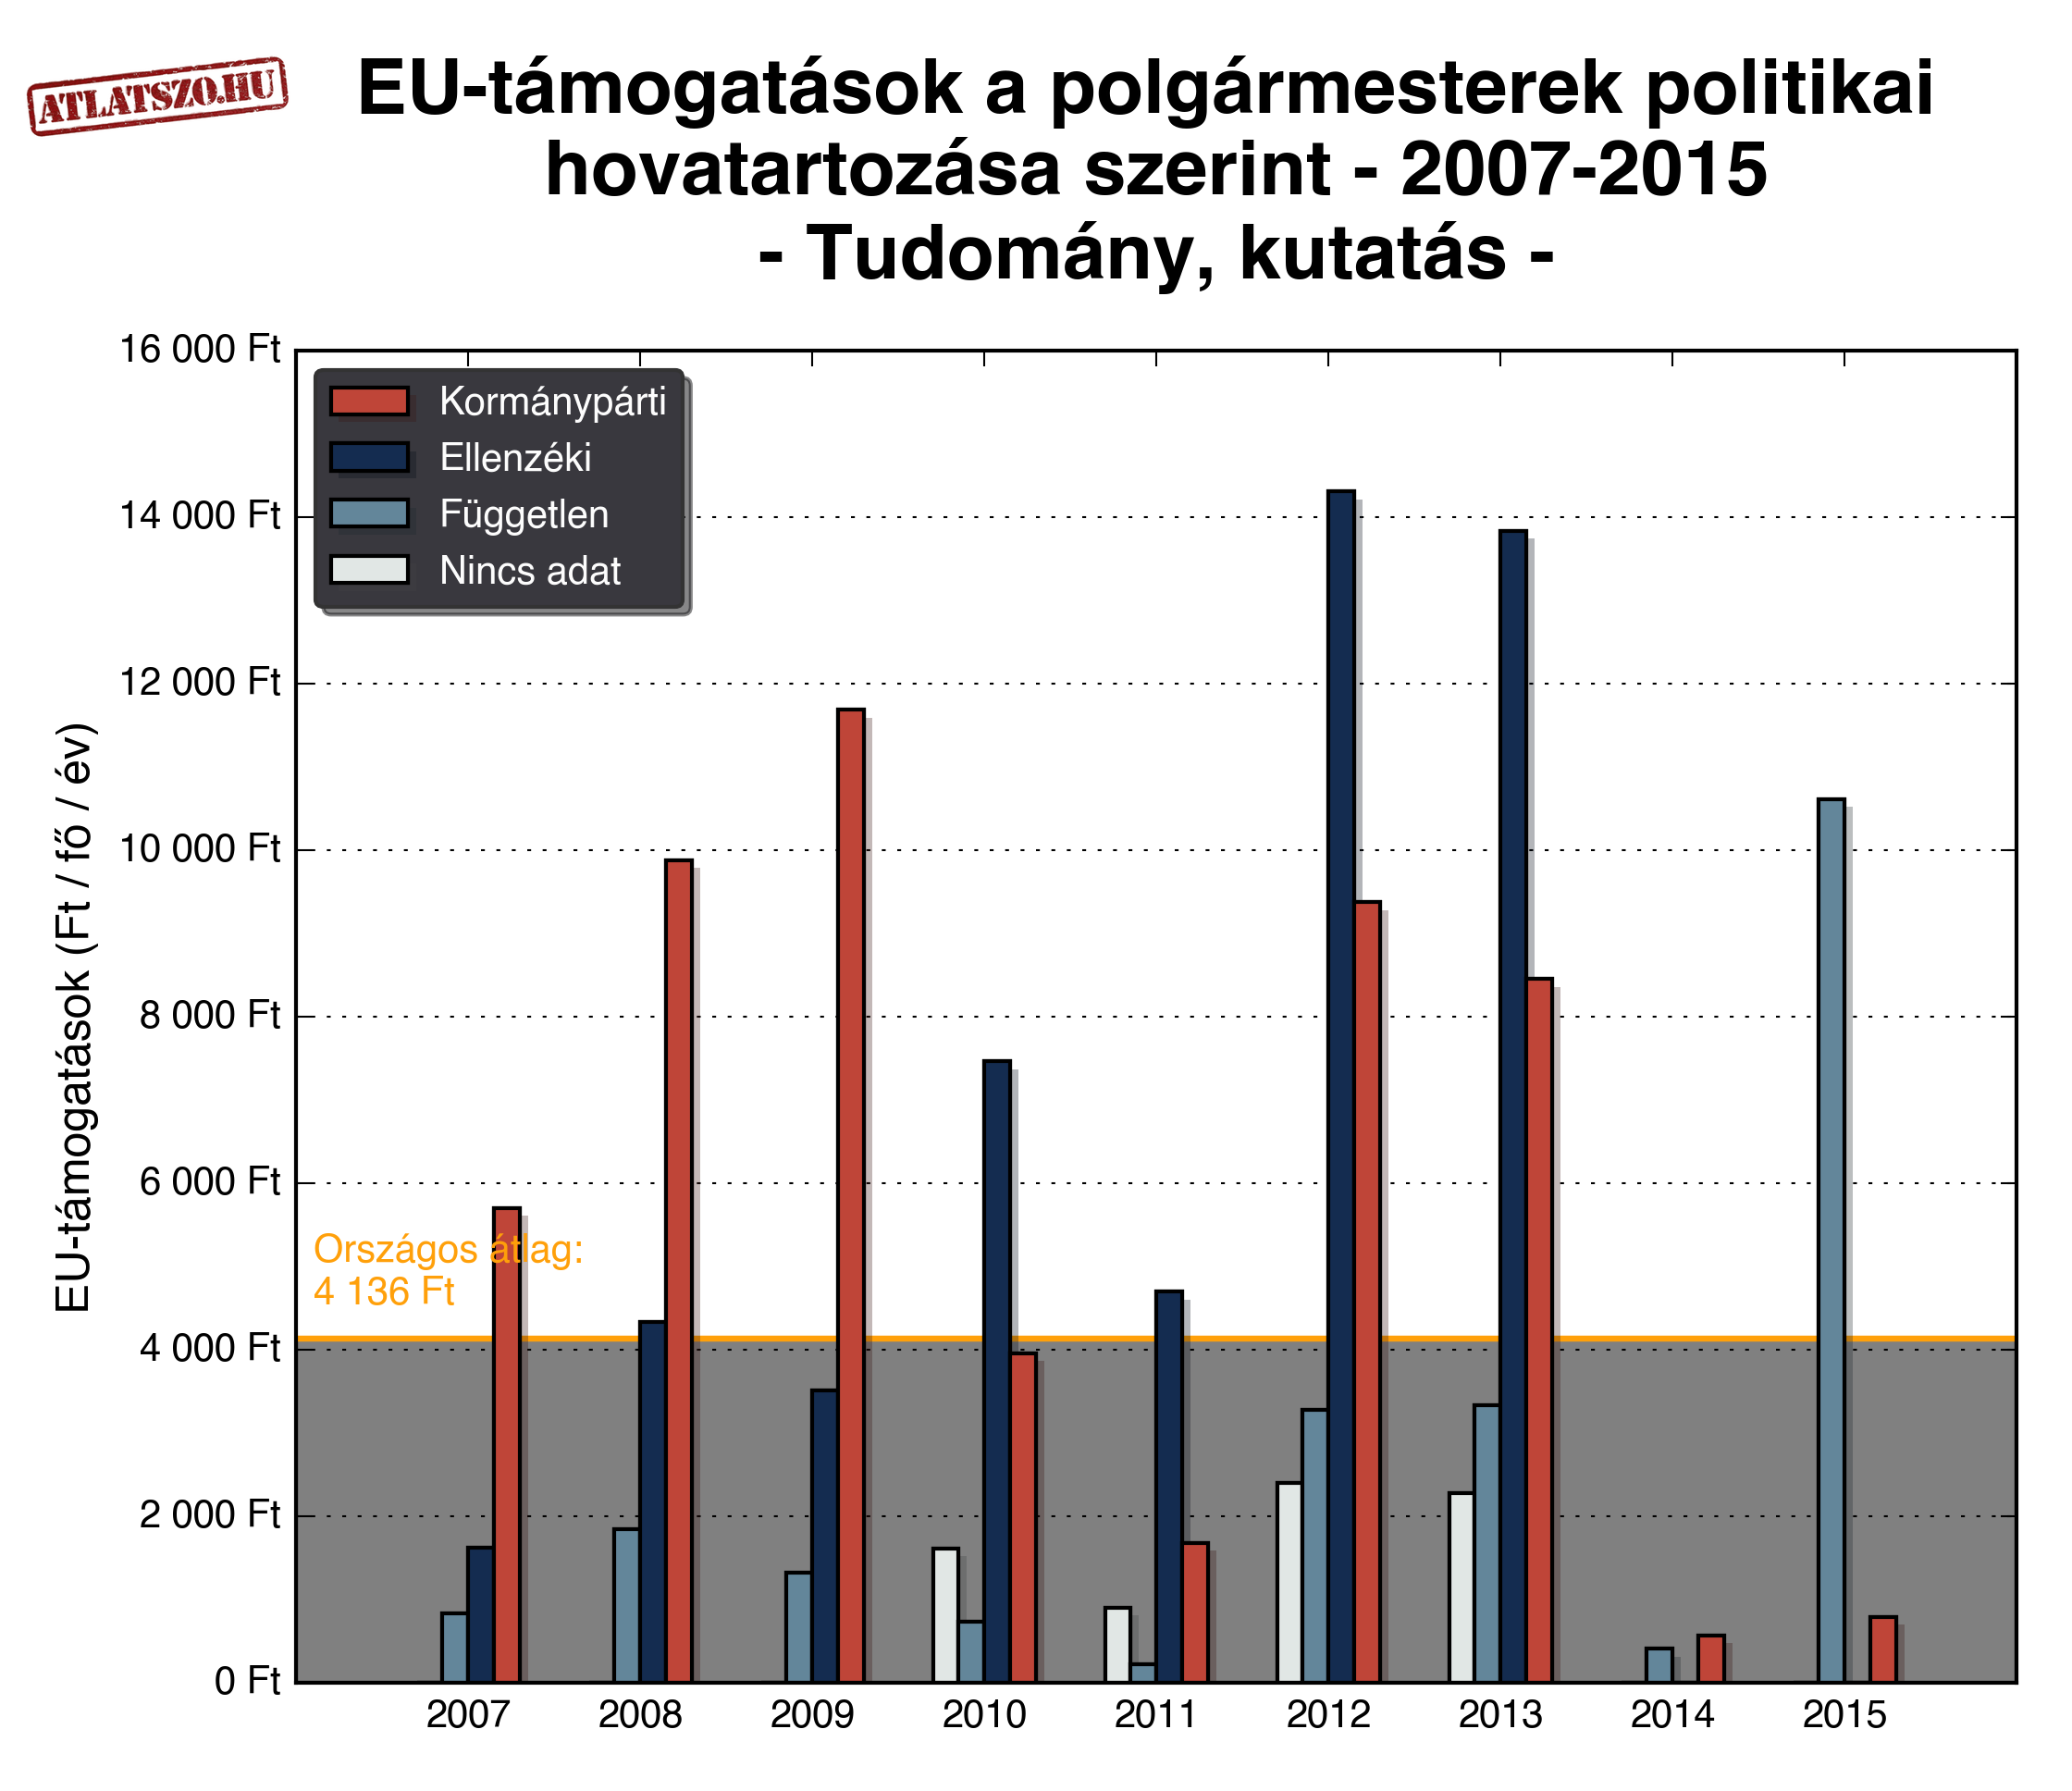 ATLATSZO.HU
EU-támogatások a polgármesterek politikai
hovatartozása szerint - 2007-2015
- Tudomány, kutatás -
16 000 Ft
14 000 Ft
12 000 Ft
10 000 Ft
8 000 Ft
6 000 Ft
4 000 Ft
2 000 Ft
0 Ft
EU-támogatások (Ft / fő / év)
Kormánypárti
Ellenzéki
Független
Nincs adat
Országos átlag:
4 136 Ft
2007 2008 2009 2010 2011 2012 2013 2014 2015